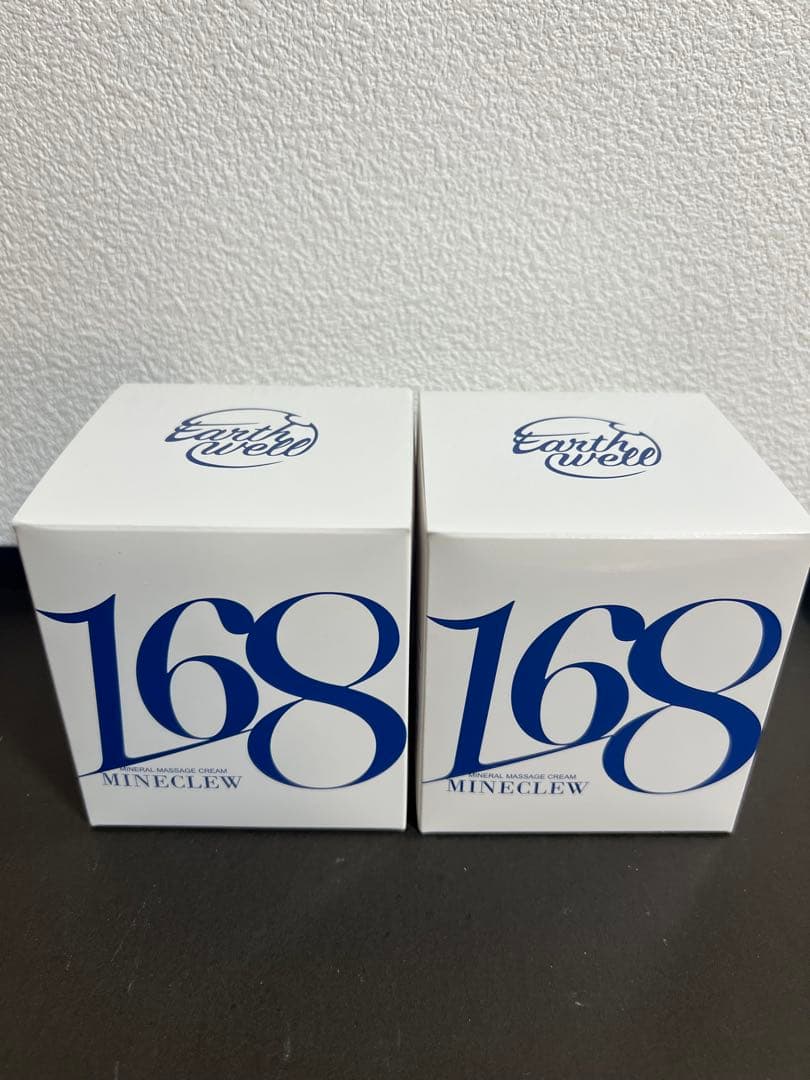 Earth
well
168
MINERAL MASSAGE CREAM
MINECLEW
Earth
well
168
MINERAL MASSAGE CREAM
MINECLEW